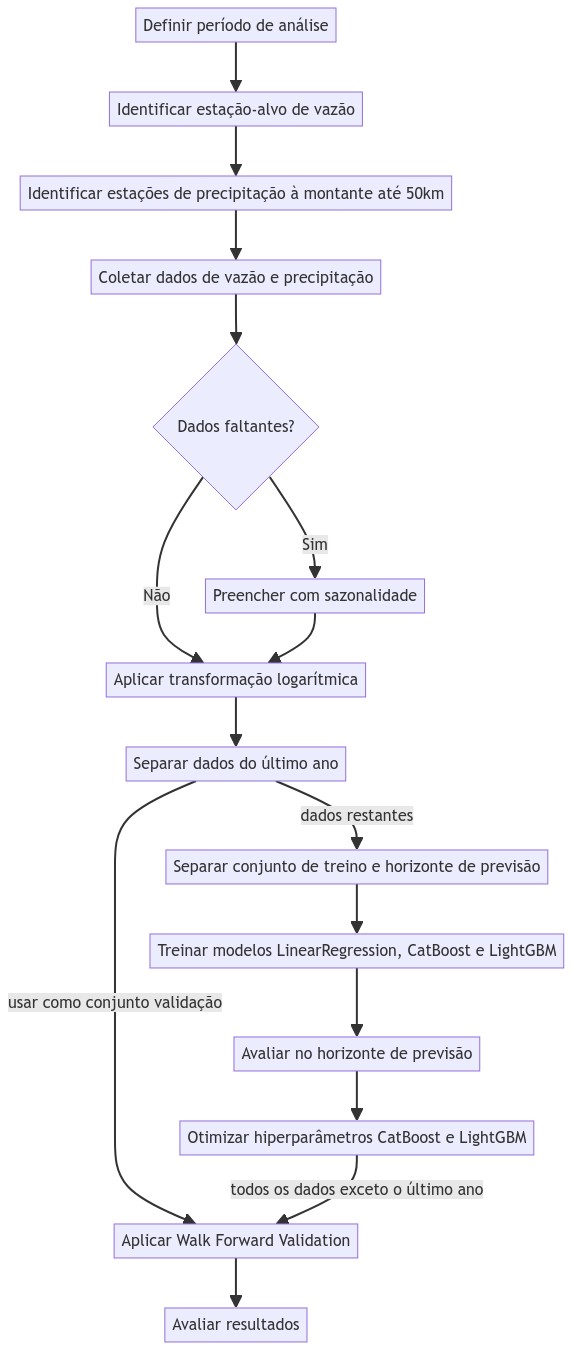 Definir período de análise
Identificar estação-alvo de vazão
Identificar estações de precipitação à montante até 50km
Coletar dados de vazão e precipitação
Dados faltantes?
Sim
Não
Preencher com sazonalidade
Aplicar transformação logarítmica
Separar dados do último ano
dados restantes
Separar conjunto de treino e horizonte de previsão
Treinar modelos LinearRegression, CatBoost e LightGBM
usar como conjunto validação
Avaliar no horizonte de previsão
Otimizar hiperparâmetros CatBoost e LightGBM
todos os dados exceto o último ano
Aplicar Walk Forward Validation
Avaliar resultados